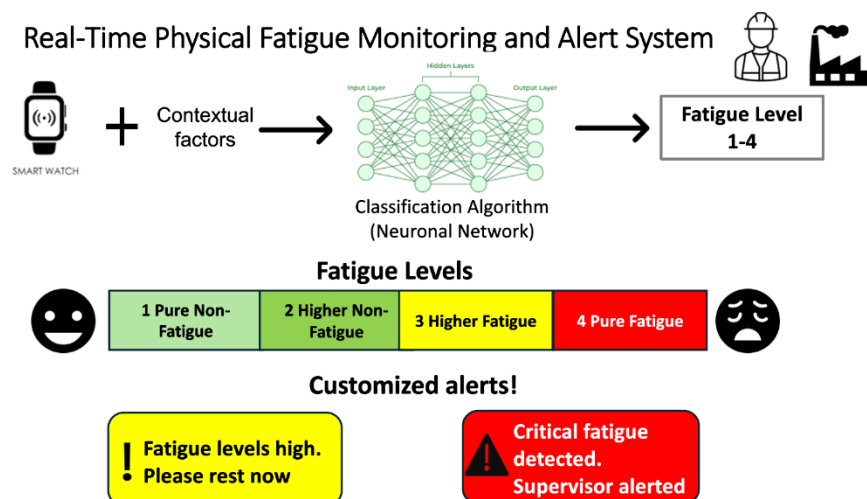 Real-Time Physical Fatigue Monitoring and Alert System
SMART WATCH
Contextual
factors
Hidden Layers
Input Layer
Output Layer
Classification Algorithm
(Neuronal Network)
Fatigue Level
1-4
Fatigue Levels
1 Pure Non-
Fatigue
2 Higher Non-
Fatigue
3 Higher Fatigue
4 Pure Fatigue
Customized alerts!
! Fatigue levels high.
Please rest now
! Critical fatigue
detected.
Supervisor alerted